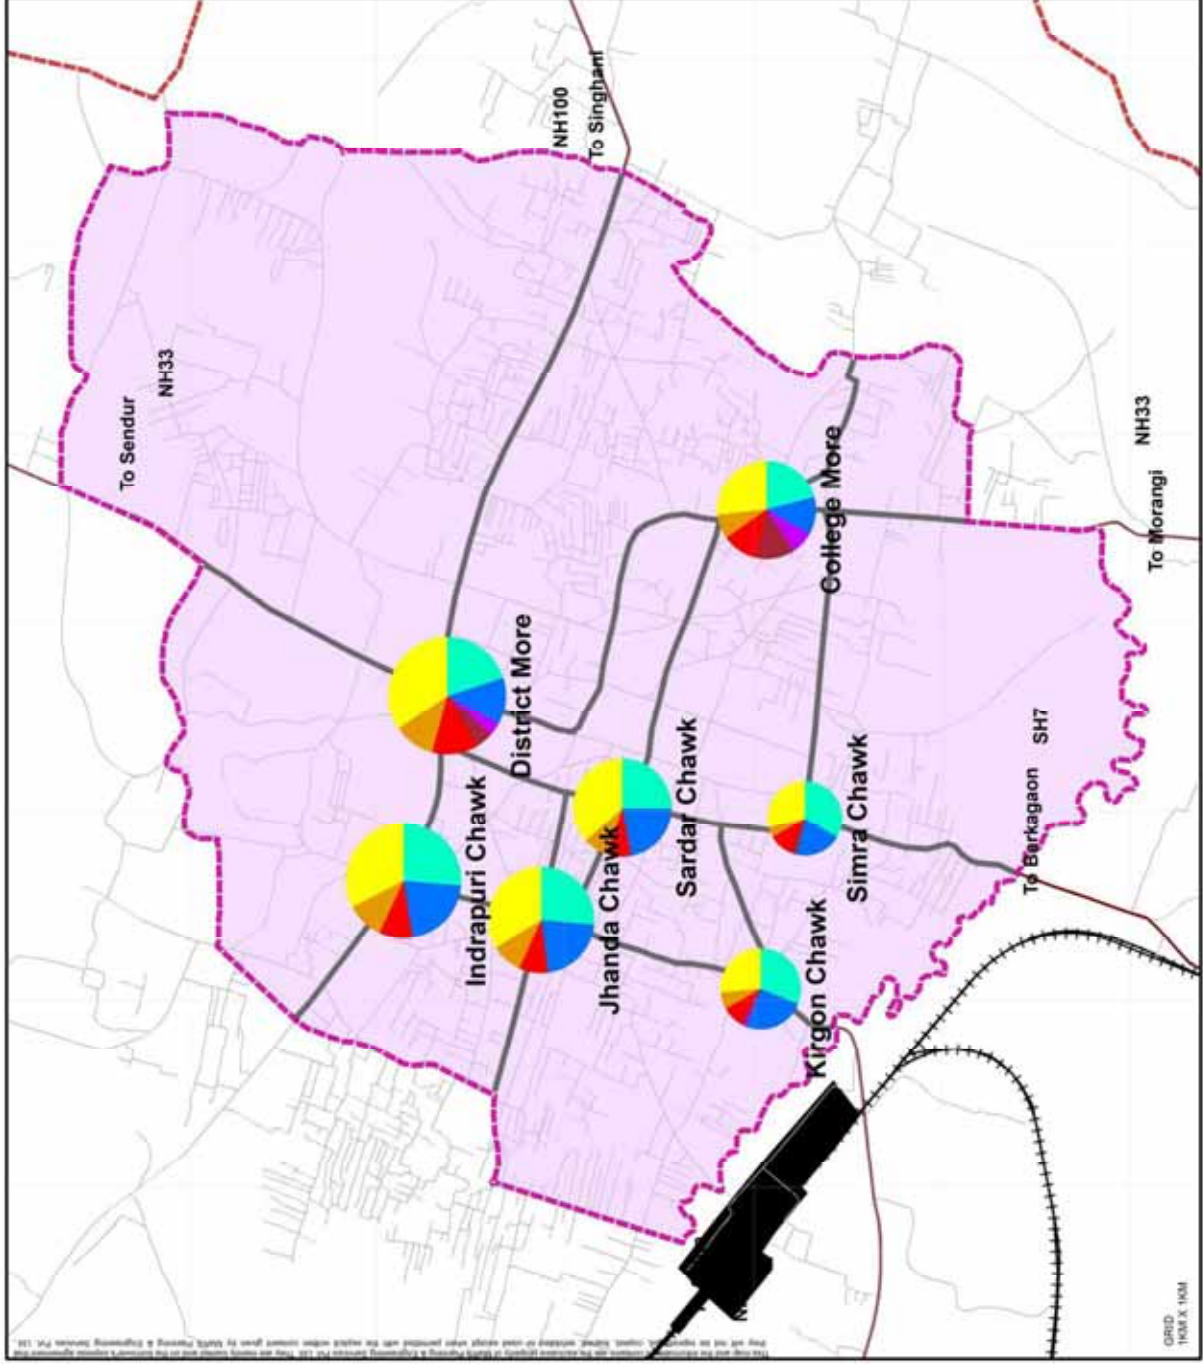 NH100
To Singhani
NH33
To Sendur
College More
NH33
To Morangi
District More
Sardar Chawk
Simra Chawk
SH7
To Barkagaon
Indrapuri Chawk
Jhanda Chawk
Kirgon Chawk
GRID
1KM X 1KM